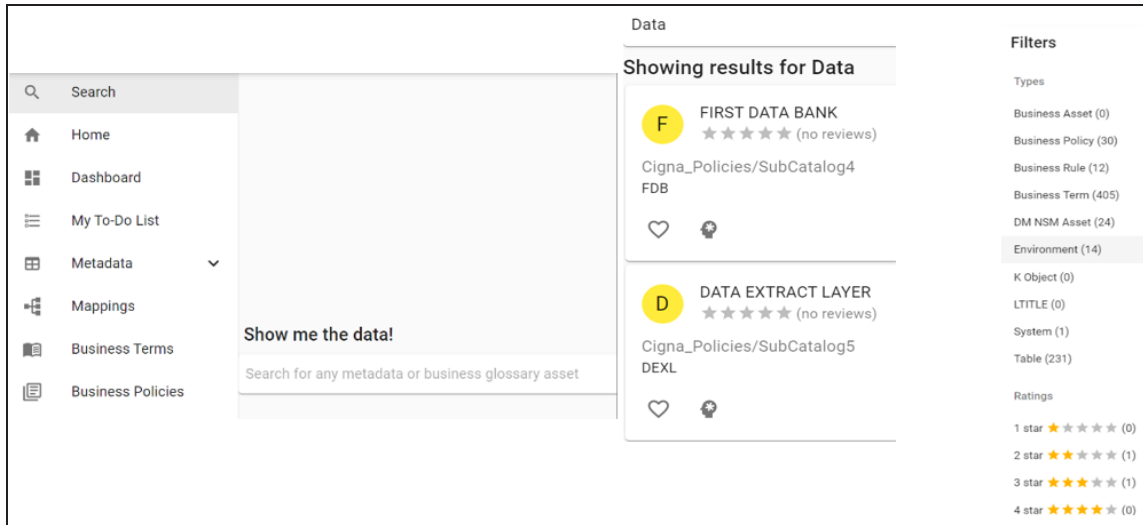 Search
Home
Dashboard
My To-Do List
Metadata
Mappings
Business Terms
Business Policies
Show me the data!
Search for any metadata or business glossary asset
Data
Showing results for Data
F
FIRST DATA BANK
(no reviews)
Cigna_Policies/SubCatalog4
FDB
D
DATA EXTRACT LAYER
(no reviews)
Cigna_Policies/SubCatalog5
DEXL
Filters
Types
Business Asset (0)
Business Policy (30)
Business Rule (12)
Business Term (405)
DM NSM Asset (24)
Environment (14)
K Object (0)
LTITLE (0)
System (1)
Table (231)
Ratings
1 star (0)
2 star (1)
3 star (1)
4 star (0)